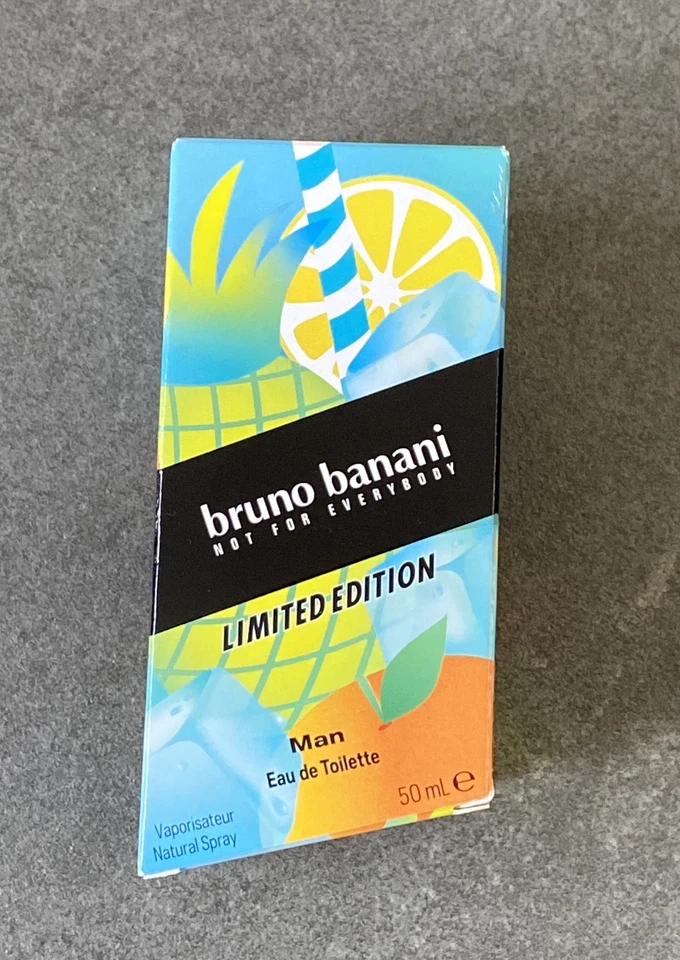 bruno banani
NOT FOR EVERYBODY
LIMITED EDITION
Man
Eau de Toilette
50 mL ℮
Vaporisateur
Natural Spray